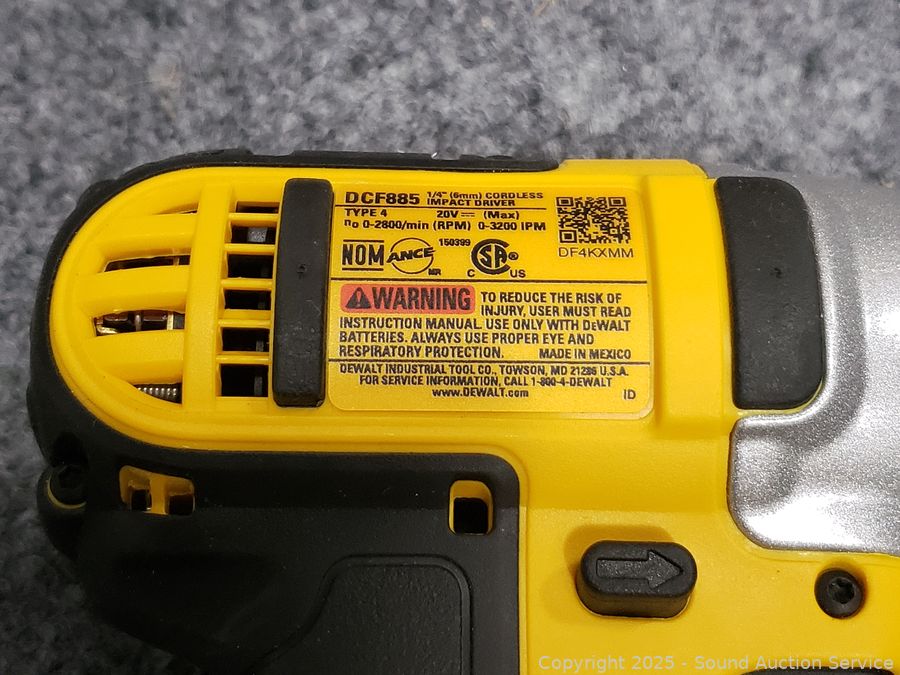 DCF885 1/4" (6mm) CORDLESS IMPACT DRIVER
TYPE 4 20V ⎓ (Max)
n₀ 0-2800/min (RPM) 0-3200 IPM
DF4KXMM
NOM ANCE MR 150399 C SA ® US
WARNING TO REDUCE THE RISK OF
INJURY, USER MUST READ
INSTRUCTION MANUAL. USE ONLY WITH DEWALT
BATTERIES. ALWAYS USE PROPER EYE AND
RESPIRATORY PROTECTION. MADE IN MEXICO
DEWALT INDUSTRIAL TOOL CO., TOWSON, MD 21286 U.S.A.
FOR SERVICE INFORMATION, CALL 1-800-4-DEWALT
www.DEWALT.com ID
Copyright 2025 - Sound Auction Service